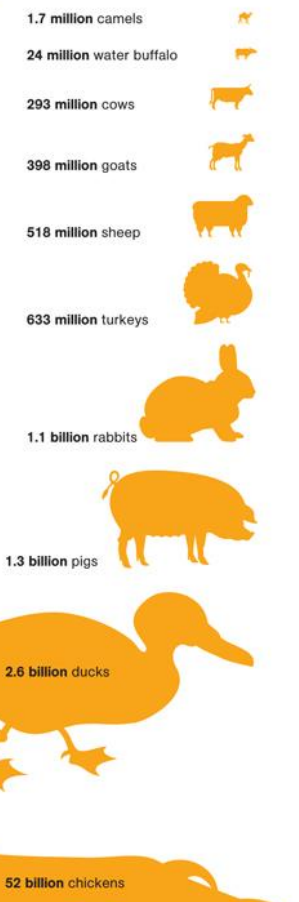 1.7 million camels
24 million water buffalo
293 million cows
398 million goats
518 million sheep
633 million turkeys
1.1 billion rabbits
1.3 billion pigs
2.6 billion ducks
52 billion chickens